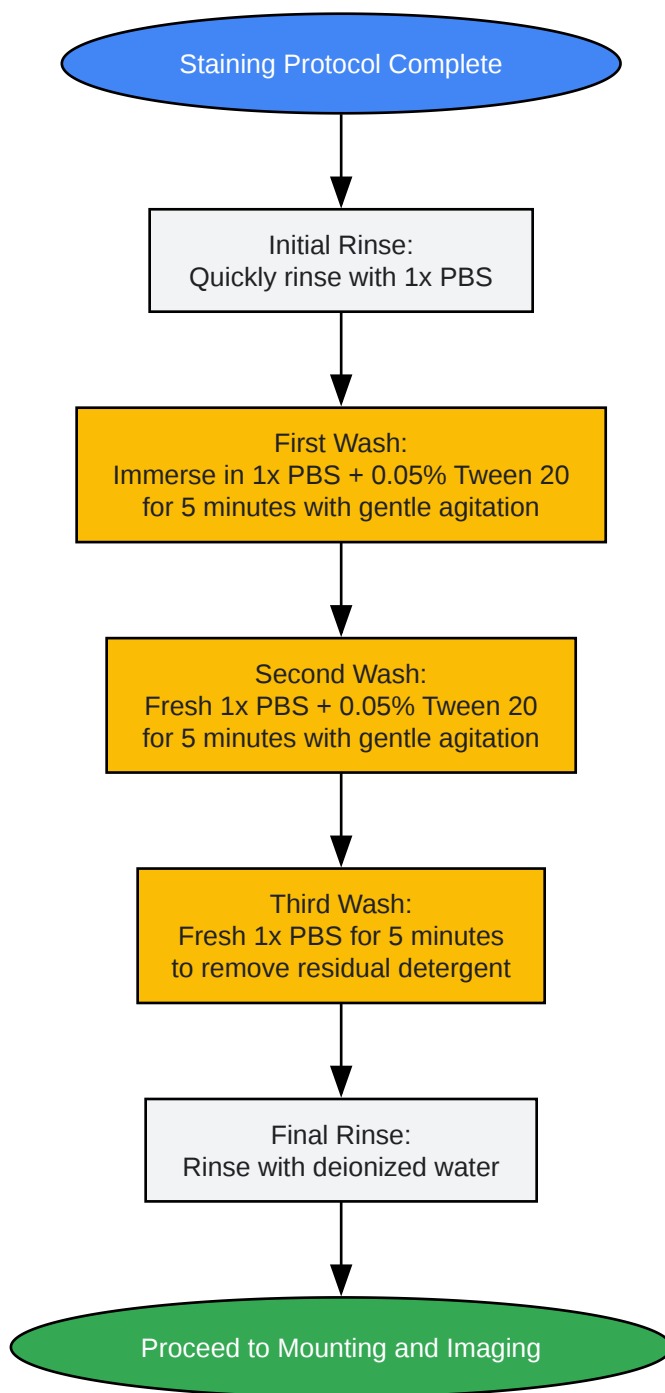 Staining Protocol Complete
Initial Rinse:
Quickly rinse with 1x PBS
First Wash:
Immerse in 1x PBS + 0.05% Tween 20
for 5 minutes with gentle agitation
Second Wash:
Fresh 1x PBS + 0.05% Tween 20
for 5 minutes with gentle agitation
Third Wash:
Fresh 1x PBS for 5 minutes
to remove residual detergent
Final Rinse:
Rinse with deionized water
Proceed to Mounting and Imaging